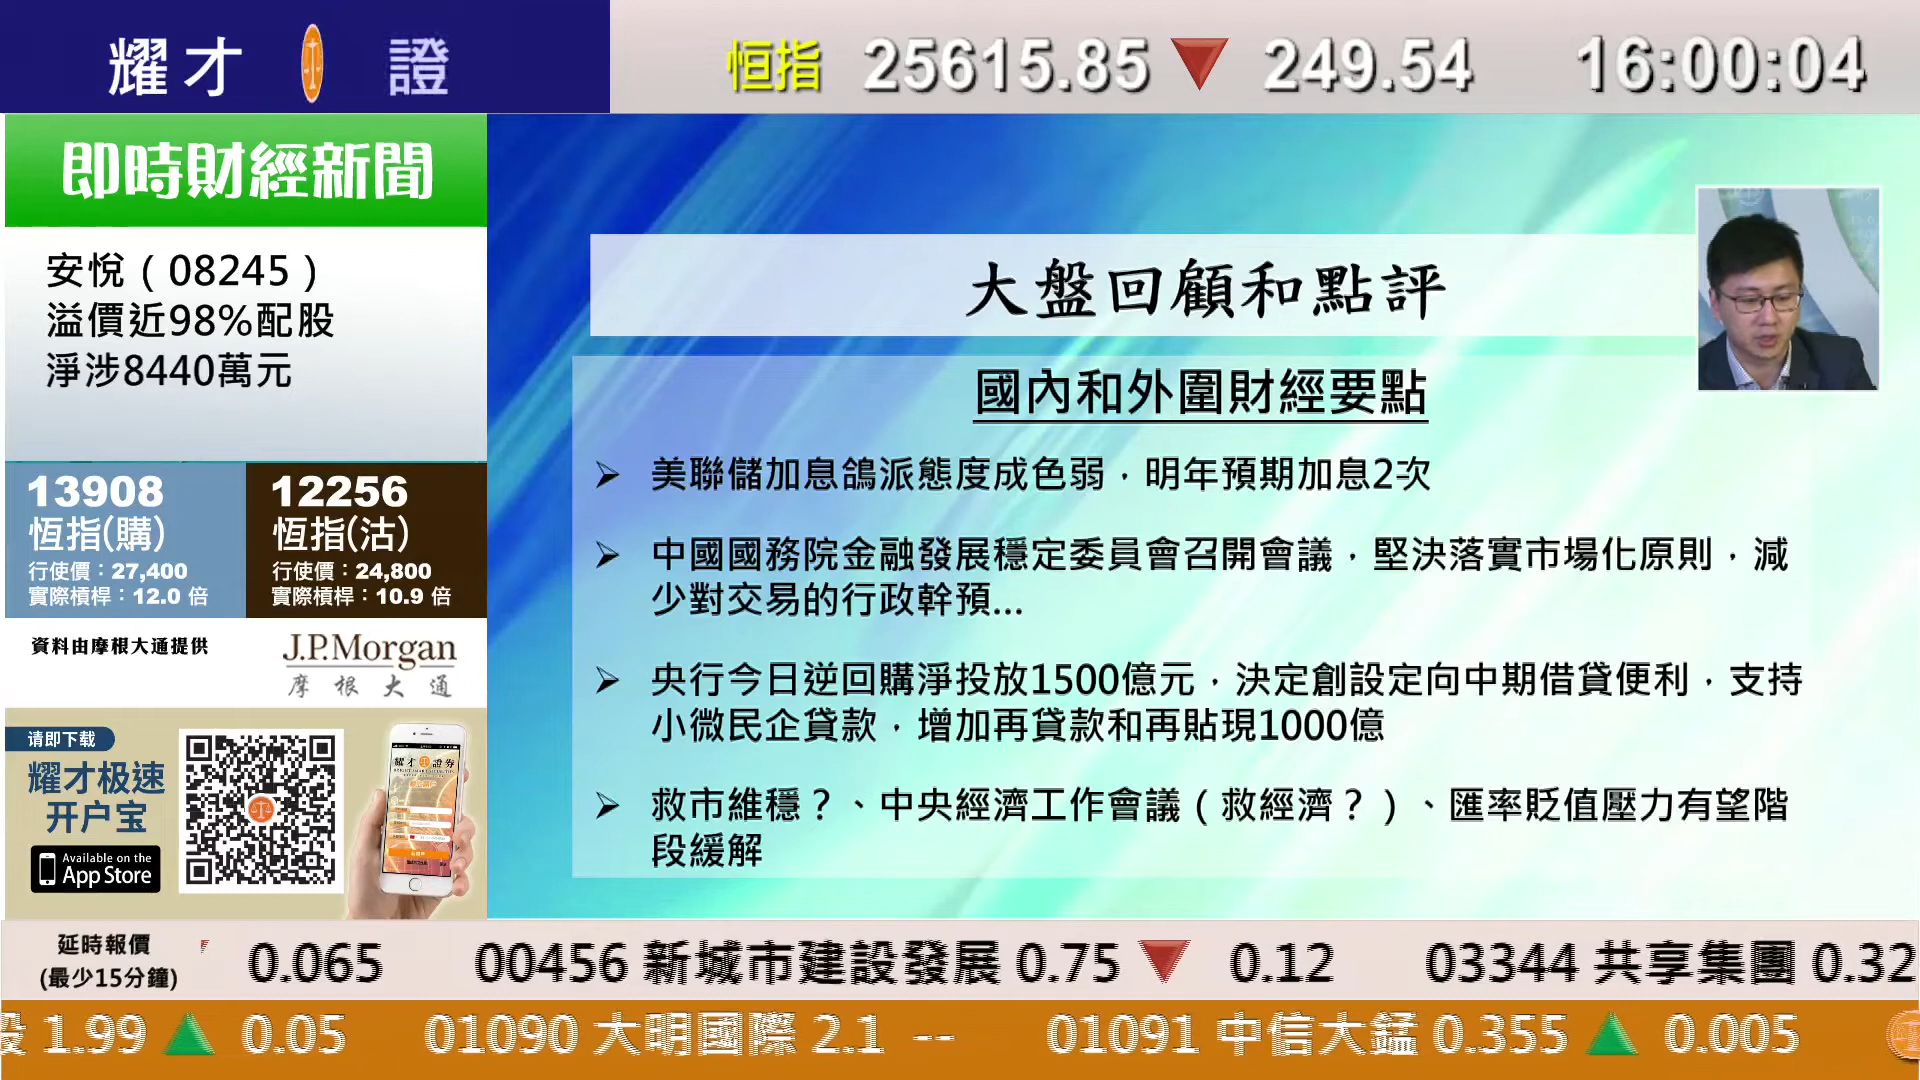 耀才 證
恒指 25615.85 249.54 16:00:04
即時財經新聞
安悅（08245）
溢價近98%配股
淨涉8440萬元
13908
恆指(購)
行使價：27,400
實際槓桿：12.0 倍
12256
恆指(沽)
行使價：24,800
實際槓桿：10.9 倍
資料由摩根大通提供
J.P.Morgan
摩根大通
请即下载
耀才极速
开户宝
Available on the
App Store
耀才證券
大盤回顧和點評
國內和外圍財經要點
➢ 美聯儲加息鴿派態度成色弱，明年預期加息2次
➢ 中國國務院金融發展穩定委員會召開會議，堅決落實市場化原則，減
少對交易的行政幹預...
➢ 央行今日逆回購淨投放1500億元，決定創設定向中期借貸便利，支持
小微民企貸款，增加再貸款和再貼現1000億
➢ 救市維穩？、中央經濟工作會議（救經濟？）、匯率貶值壓力有望階
段緩解
延時報價
(最少15分鐘)
0.065 00456 新城市建設發展 0.75 0.12 03344 共享集團 0.32
1.99 0.05 01090 大明國際 2.1 -- 01091 中信大錳 0.355 0.005